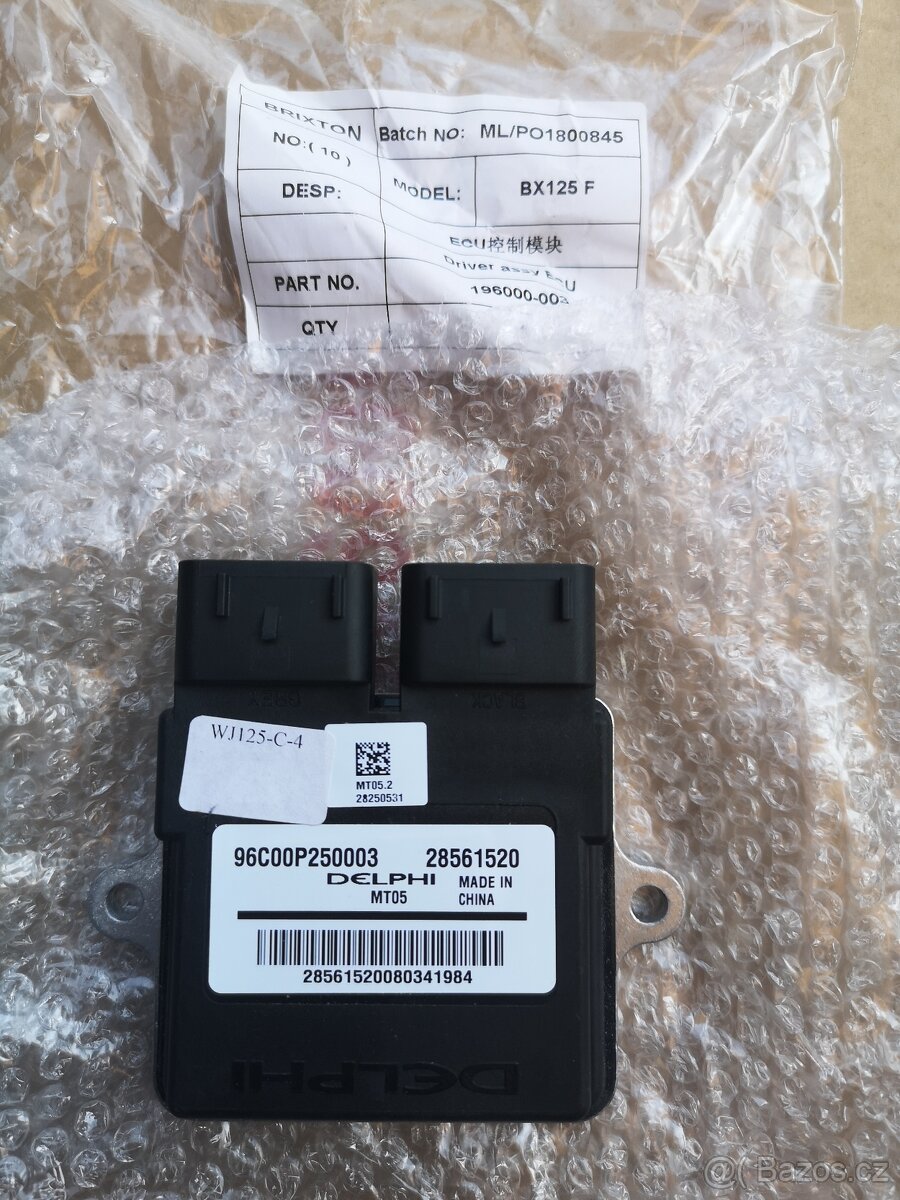 BRIXTON
NO:(10)
Batch NO: ML/PO1800845
DESP:
MODEL: BX125 F
ECU控制模块
Driver assy ECU
PART NO. 196000-003
QTY
GREY
BLACK
WJ125-C-4
MT05.2
28250531
96C00P250003 28561520
DELPHI MADE IN
MT05 CHINA
28561520080341984
DELPHI
@( Bazos.cz